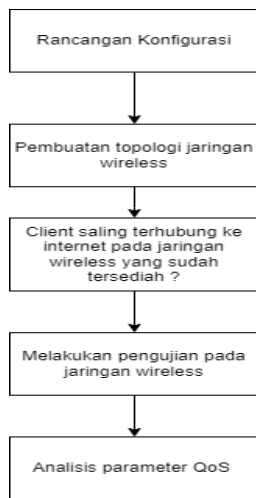 Rancangan Konfigurasi
Pembuatan topologi jaringan
wireless
Client saling terhubung ke
internet pada jaringan
wireless yang sudah
tersediah ?
Melakukan pengujian pada
jaringan wireless
Analisis parameter QoS